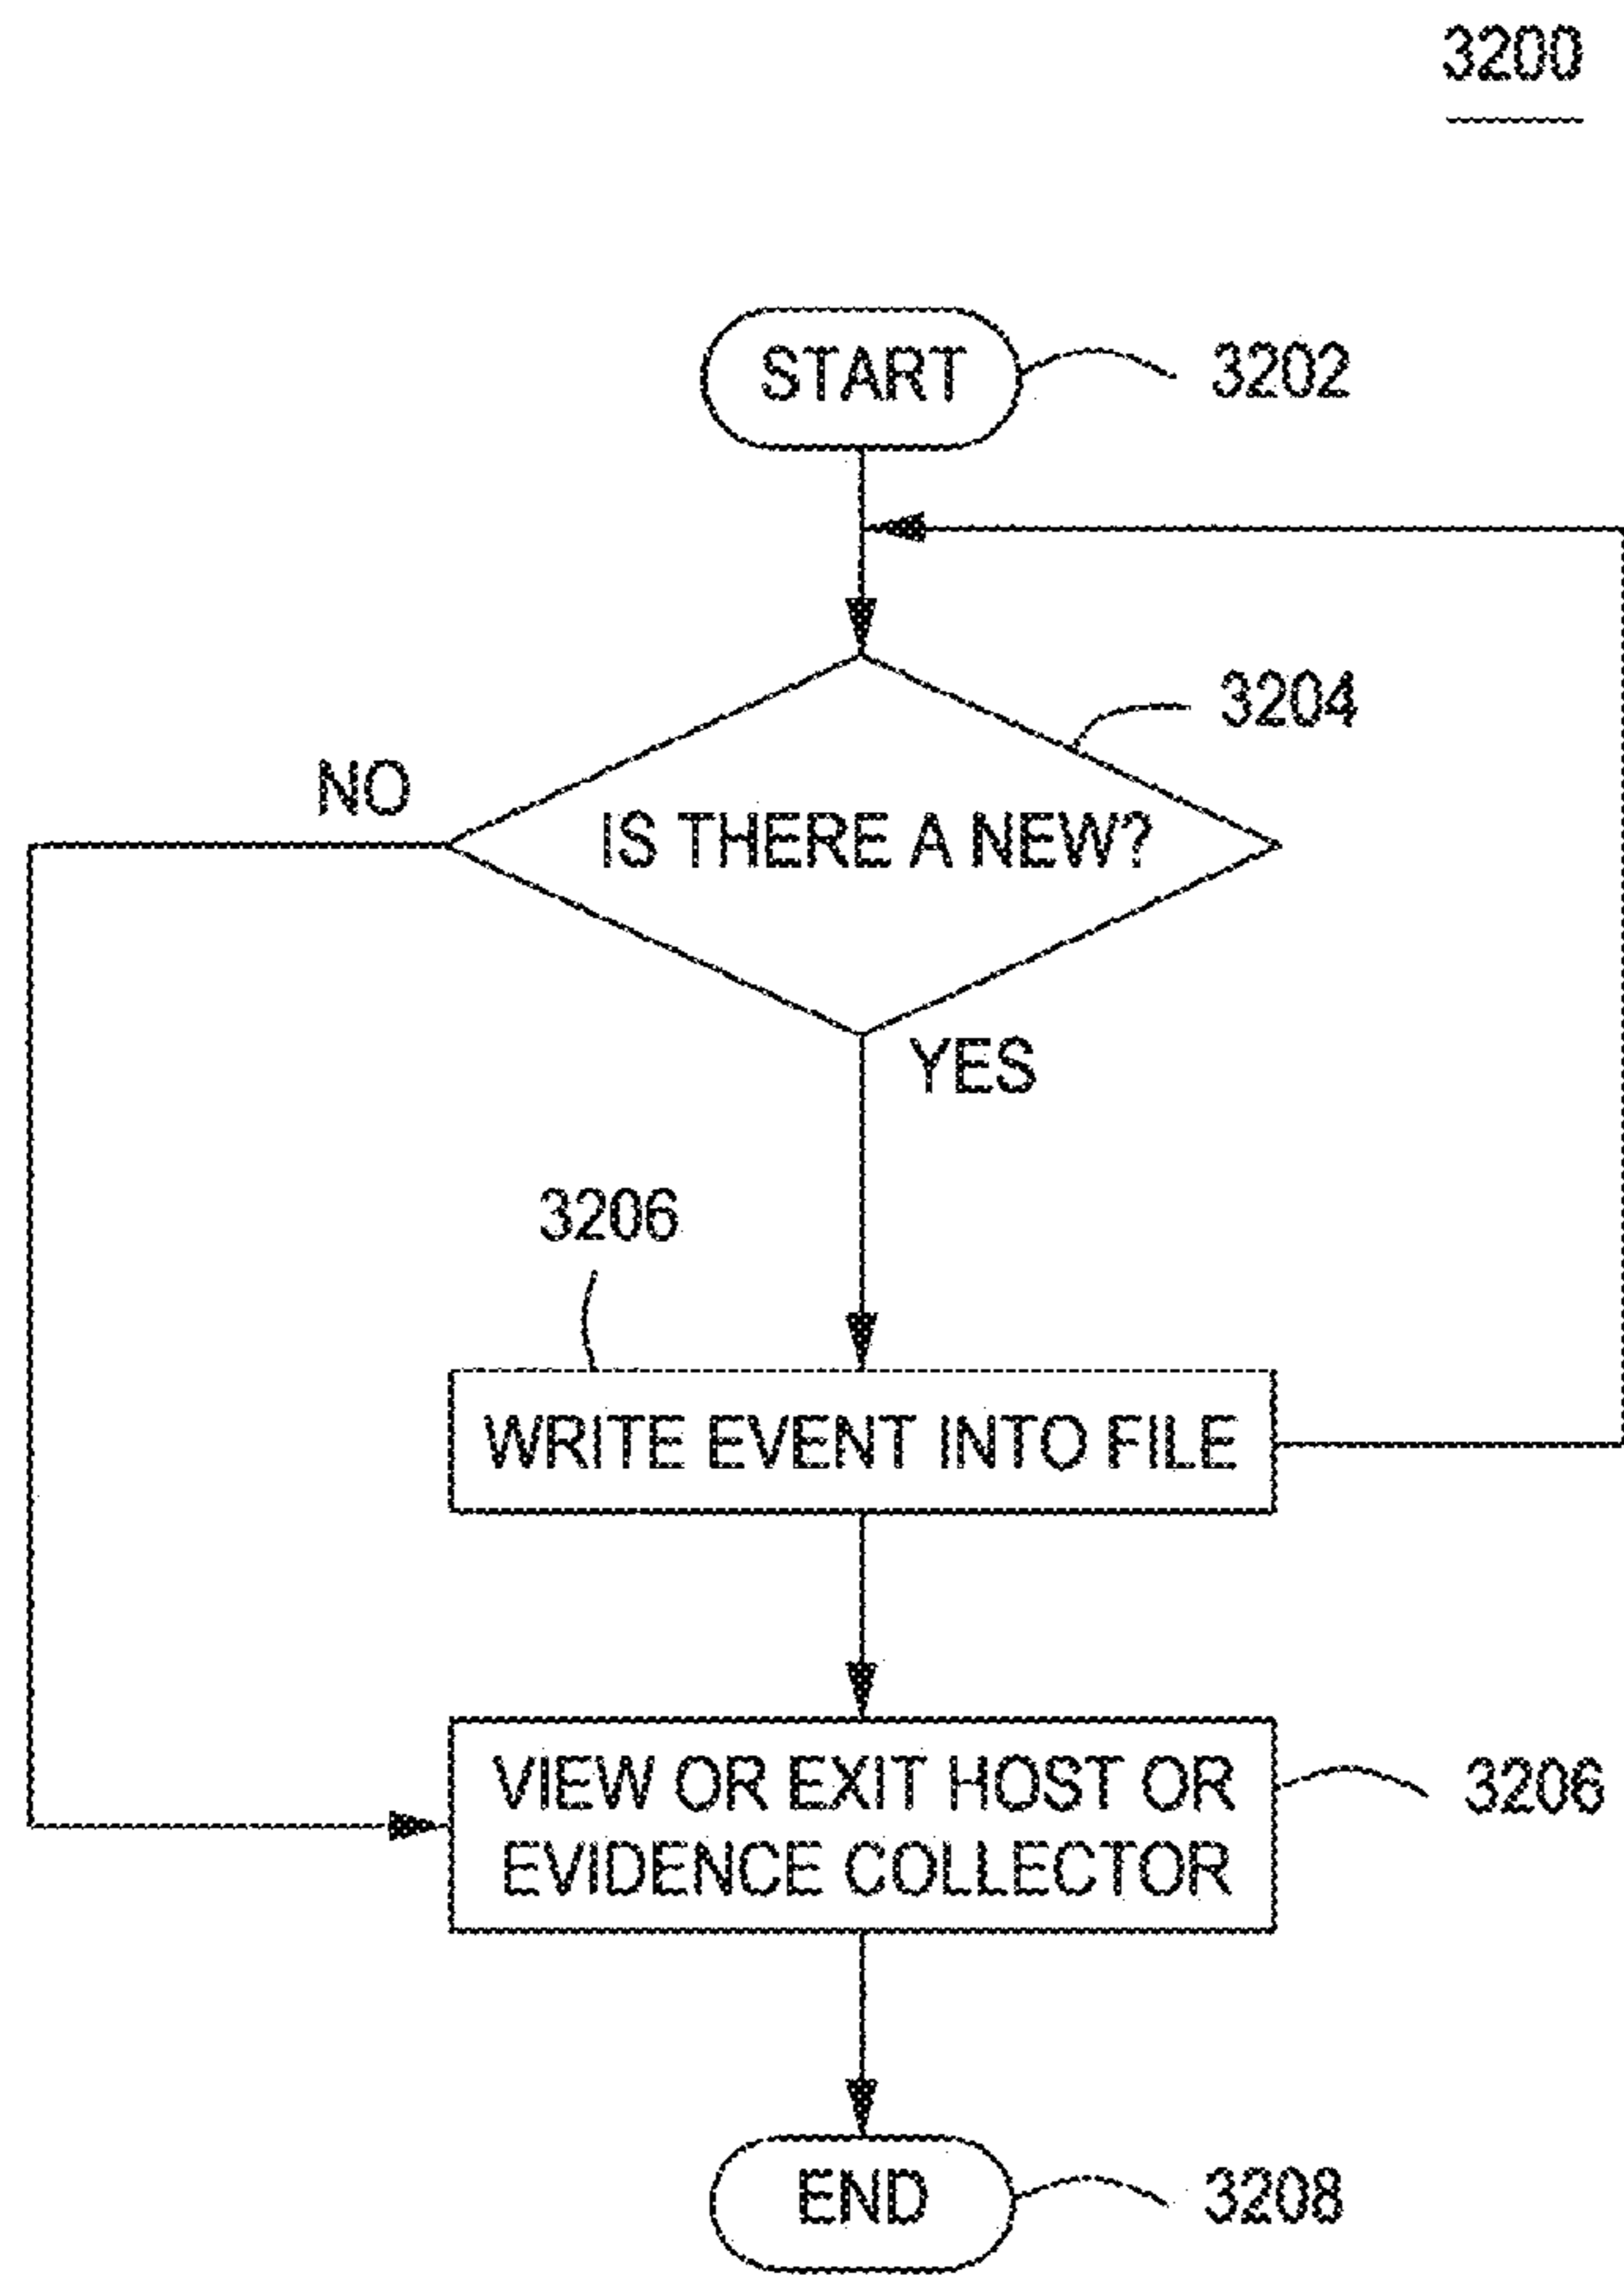 3200
START
3202
3204
NO
IS THERE A NEW?
YES
3206
WRITE EVENT INTO FILE
VIEW OR EXIT HOST OR
EVIDENCE COLLECTOR
3206
END
3208